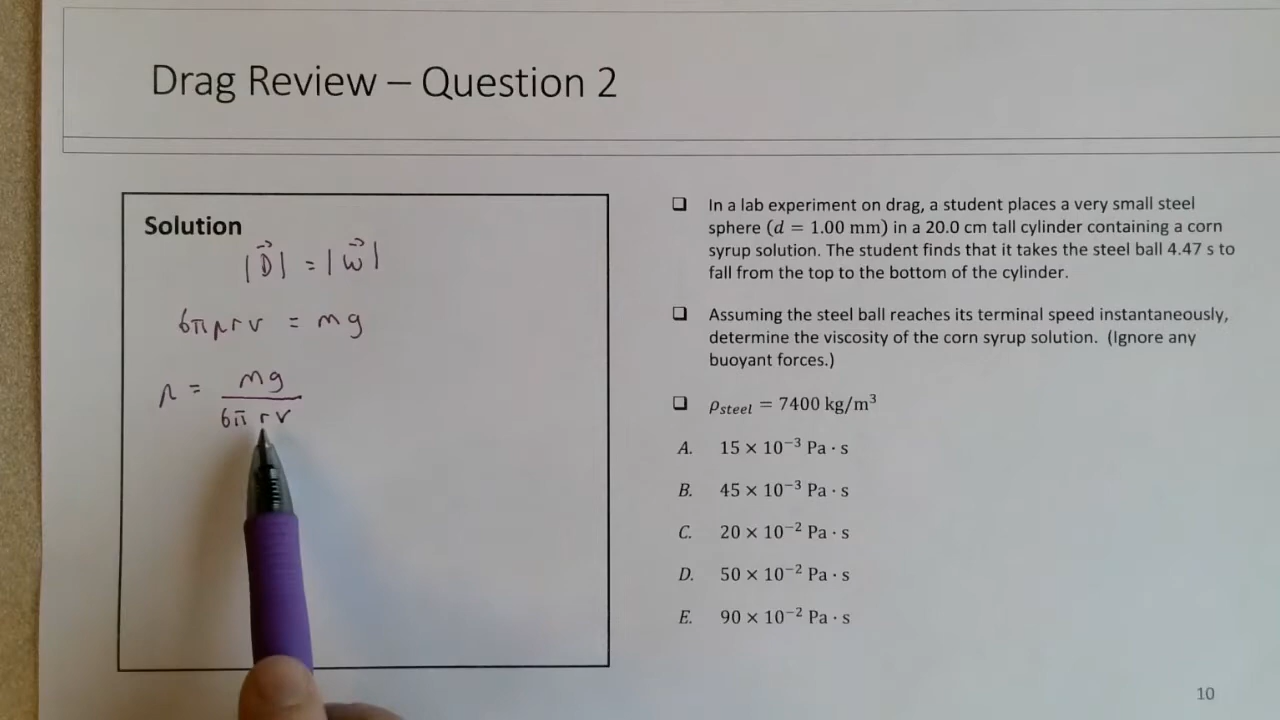 Drag Review – Question 2
Solution
|D⃗| = |W⃗|
6πμrv = mg
μ = mg / 6πrv
❑ In a lab experiment on drag, a student places a very small steel
sphere (d = 1.00 mm) in a 20.0 cm tall cylinder containing a corn
syrup solution. The student finds that it takes the steel ball 4.47 s to
fall from the top to the bottom of the cylinder.
❑ Assuming the steel ball reaches its terminal speed instantaneously,
determine the viscosity of the corn syrup solution. (Ignore any
buoyant forces.)
❑ ρsteel = 7400 kg/m³
A. 15 × 10⁻³ Pa · s
B. 45 × 10⁻³ Pa · s
C. 20 × 10⁻² Pa · s
D. 50 × 10⁻² Pa · s
E. 90 × 10⁻² Pa · s
10